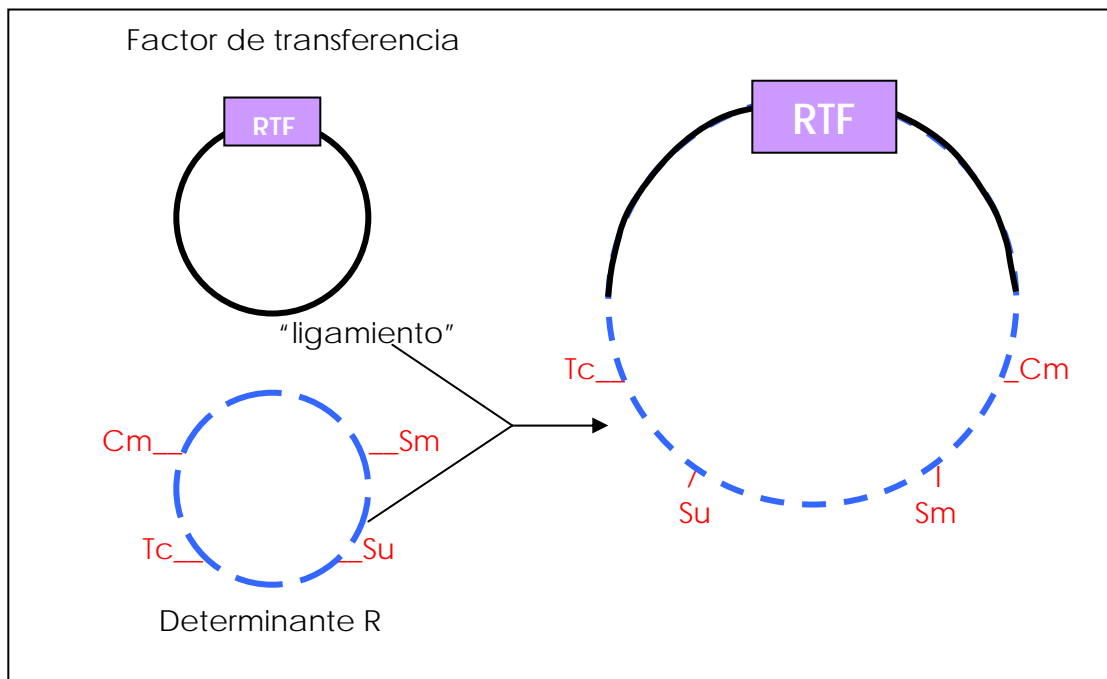 Factor de transferencia
RTF
RTF
"ligamiento"
Tc__
_Cm
Cm__
__Sm
Su
Sm
Tc__
__Su
Determinante R